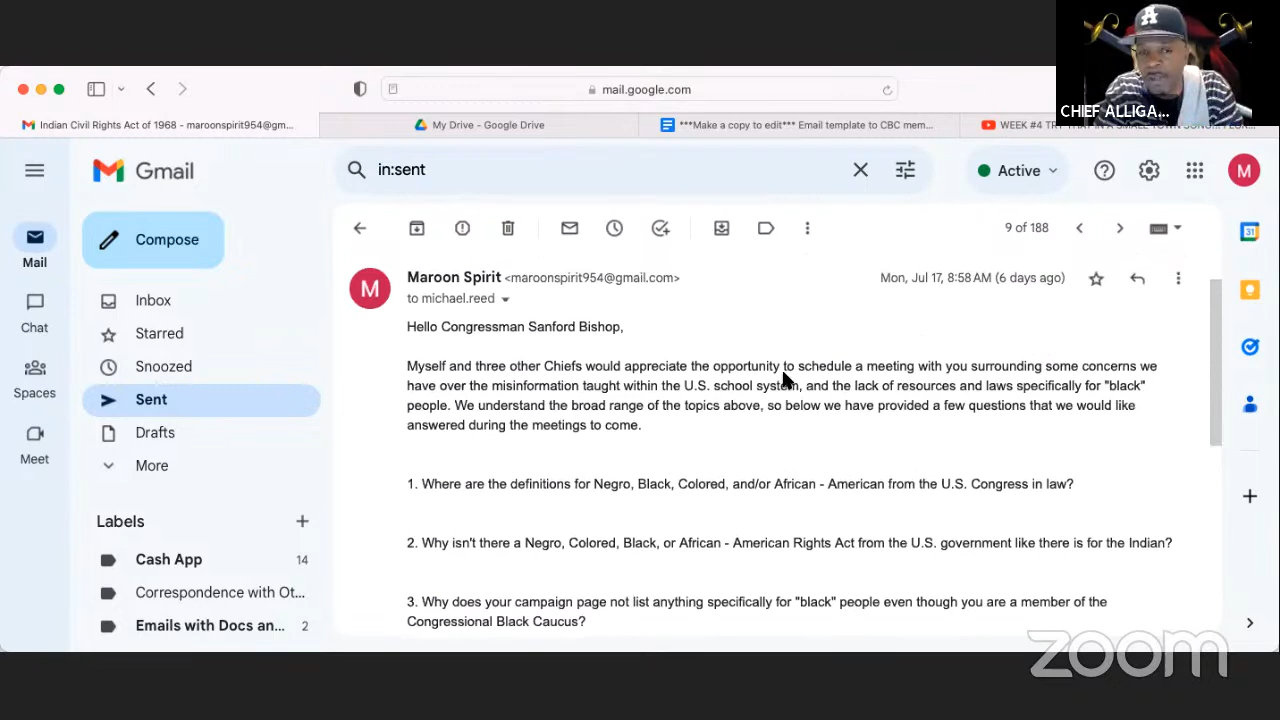 A
CHIEF ALLIGA...
mail.google.com
Indian Civil Rights Act of 1968 - maroonspirit954@gm...
My Drive - Google Drive
***Make a copy to edit*** Email template to CBC mem...
WEEK #4 TRY THAT IN A SMALL TOWN SONG
Gmail
in:sent
Active
M
Mail
Chat
Spaces
Meet
Compose
Inbox
Starred
Snoozed
Sent
Drafts
More
Labels
Cash App 14
Correspondence with Ot...
Emails with Docs an... 2
9 of 188
31
M
Maroon Spirit <maroonspirit954@gmail.com>
Mon, Jul 17, 8:58 AM (6 days ago)
to michael.reed
Hello Congressman Sanford Bishop,
Myself and three other Chiefs would appreciate the opportunity to schedule a meeting with you surrounding some concerns we
have over the misinformation taught within the U.S. school system, and the lack of resources and laws specifically for "black"
people. We understand the broad range of the topics above, so below we have provided a few questions that we would like
answered during the meetings to come.
1. Where are the definitions for Negro, Black, Colored, and/or African - American from the U.S. Congress in law?
2. Why isn't there a Negro, Colored, Black, or African - American Rights Act from the U.S. government like there is for the Indian?
3. Why does your campaign page not list anything specifically for "black" people even though you are a member of the
Congressional Black Caucus?
zoom